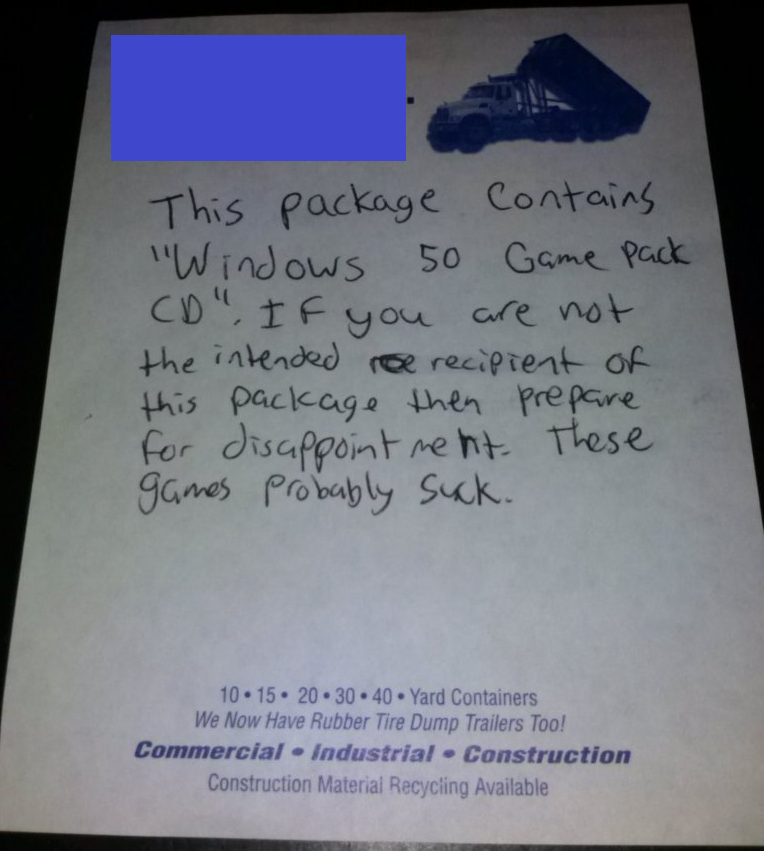 This package Contains
"Windows 50 Game Pack
CD". If you are not
the intended recipient of
this package then prepare
for disappointment. These
games Probably Suck.
10 • 15 • 20 • 30 • 40 • Yard Containers
We Now Have Rubber Tire Dump Trailers Too!
Commercial • Industrial • Construction
Construction Material Recycling Available